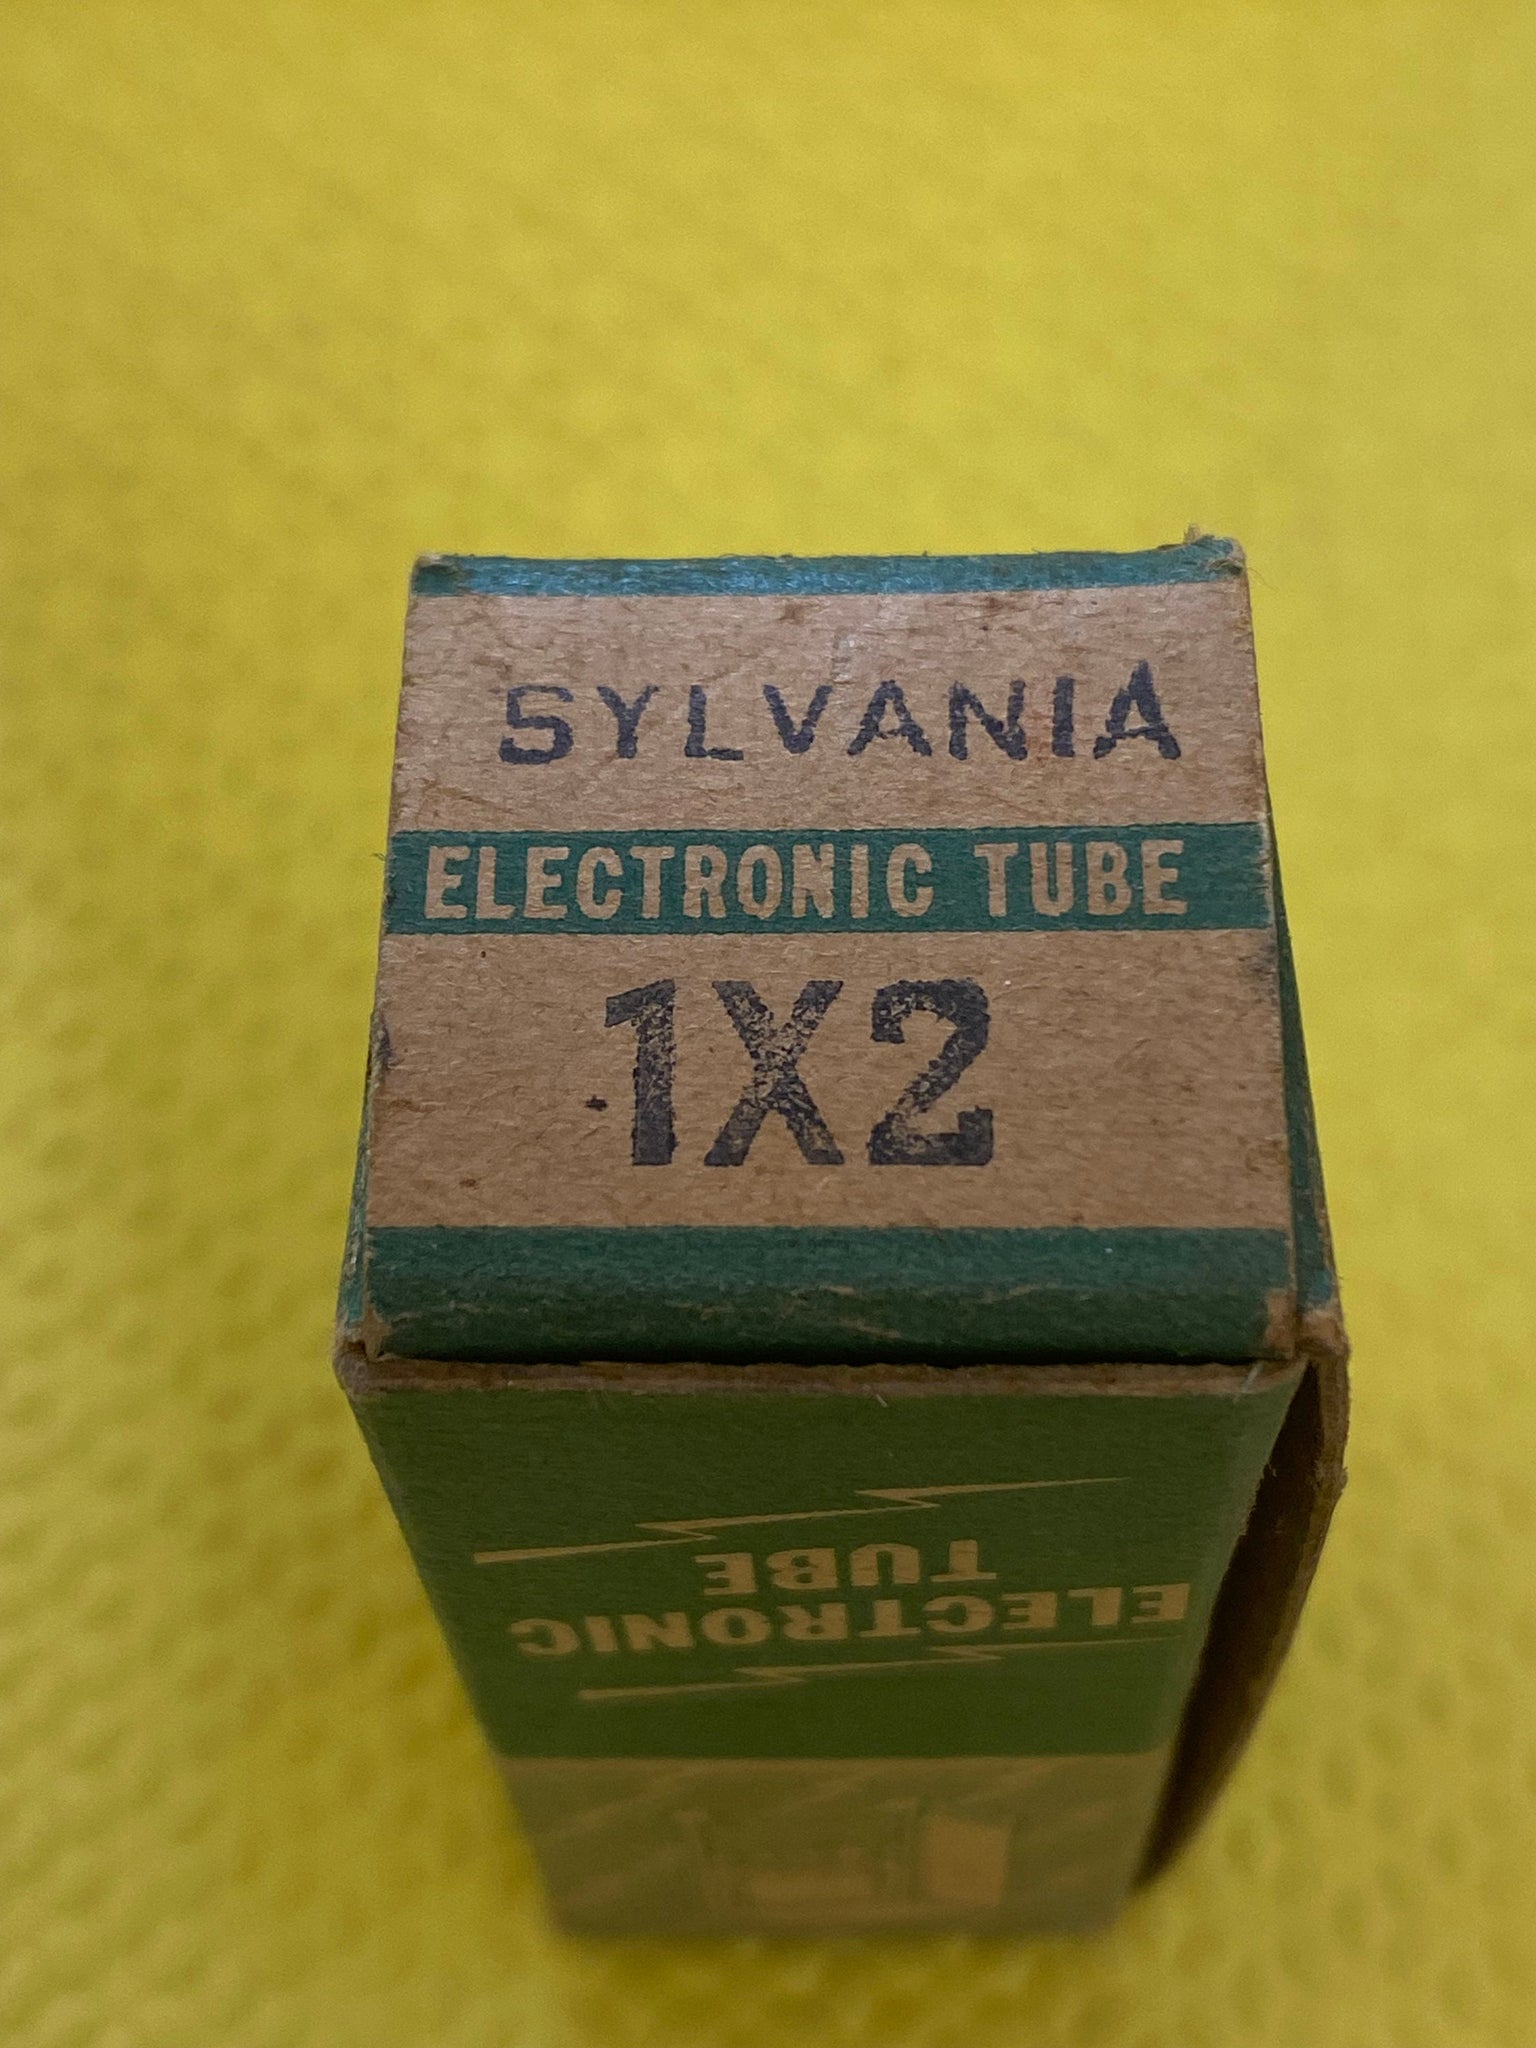 SYLVANIA
ELECTRONIC TUBE
1X2
ELECTRONIC
TUBE